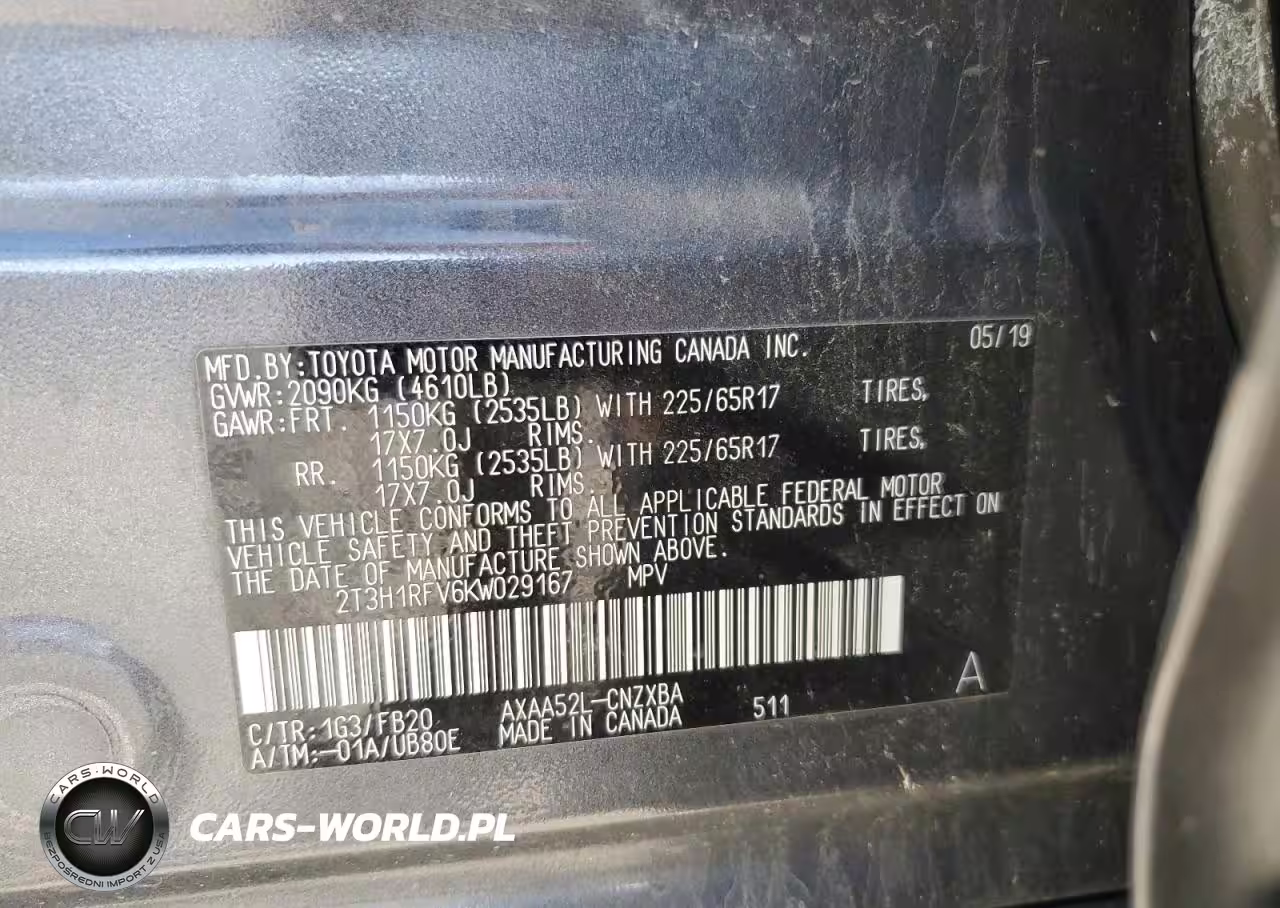 MFD.BY:TOYOTA MOTOR MANUFACTURING CANADA INC. 05/19
GVWR:2090KG (4610LB)
GAWR:FRT. 1150KG (2535LB) WITH 225/65R17 TIRES,
17X7.0J RIMS.
RR. 1150KG (2535LB) WITH 225/65R17 TIRES,
17X7.0J RIMS.
THIS VEHICLE CONFORMS TO ALL APPLICABLE FEDERAL MOTOR
VEHICLE SAFETY AND THEFT PREVENTION STANDARDS IN EFFECT ON
THE DATE OF MANUFACTURE SHOWN ABOVE.
2T3H1RFV6KW029167 MPV
A
C/TR:1G3/FB20 AXAA52L-CNZXBA 511
A/TM:-01A/UB80E MADE IN CANADA
CARS-WORLD
CW
BEZPOŚREDNI IMPORT Z USA
CARS-WORLD.PL